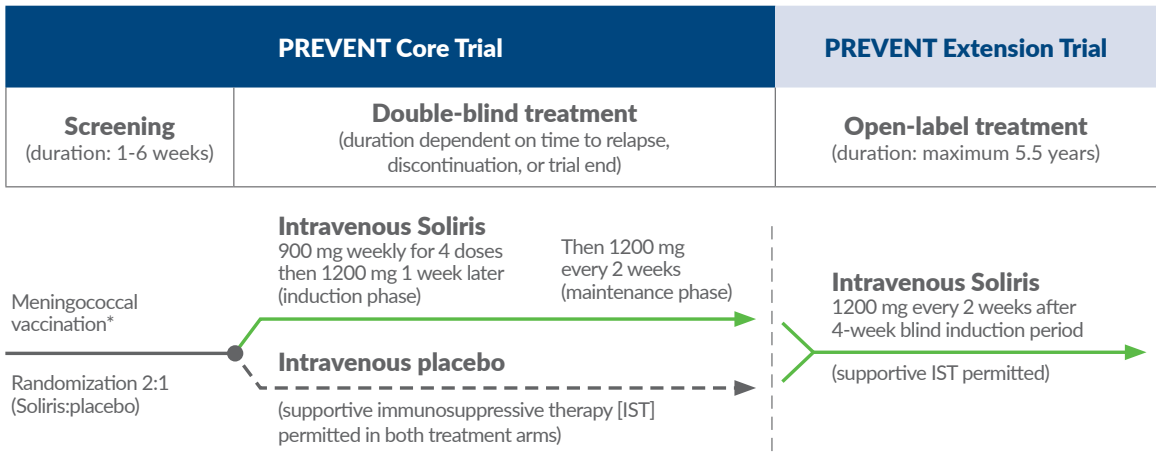 PREVENT Core Trial
PREVENT Extension Trial
Screening
(duration: 1-6 weeks)
Double-blind treatment
(duration dependent on time to relapse,
discontinuation, or trial end)
Open-label treatment
(duration: maximum 5.5 years)
Meningococcal
vaccination*
Randomization 2:1
(Soliris:placebo)
Intravenous Soliris
900 mg weekly for 4 doses
then 1200 mg 1 week later
(induction phase)
Then 1200 mg
every 2 weeks
(maintenance phase)
Intravenous placebo
(supportive immunosuppressive therapy [IST]
permitted in both treatment arms)
Intravenous Soliris
1200 mg every 2 weeks after
4-week blind induction period
(supportive IST permitted)